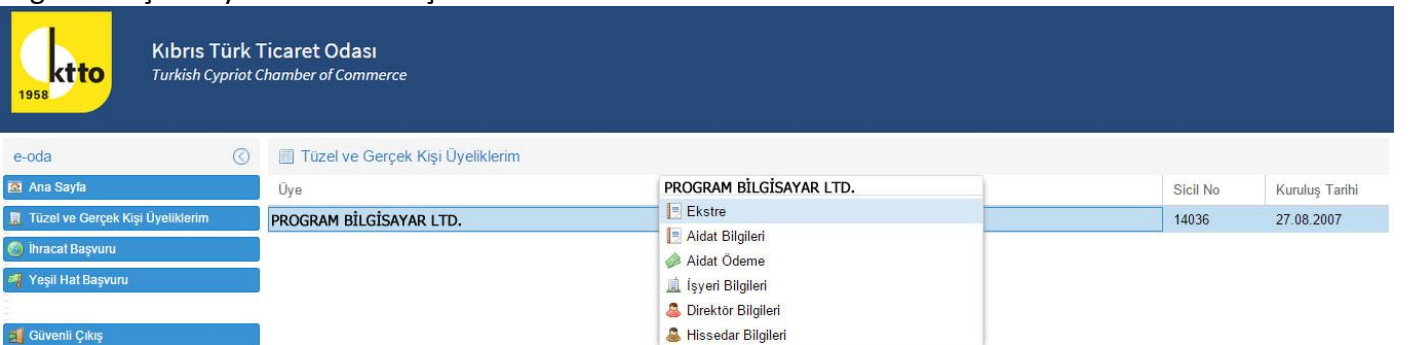 ktto
1958
Kıbrıs Türk Ticaret Odası
Turkish Cypriot Chamber of Commerce
e-oda
Ana Sayfa
Tüzel ve Gerçek Kişi Üyeliklerim
İhracat Başvuru
Yeşil Hat Başvuru
Güvenli Çıkış
Tüzel ve Gerçek Kişi Üyeliklerim
Üye
Sicil No
Kuruluş Tarihi
PROGRAM BİLGİSAYAR LTD.
14036
27.08.2007
PROGRAM BİLGİSAYAR LTD.
Ekstre
Aidat Bilgileri
Aidat Ödeme
İşyeri Bilgileri
Direktör Bilgileri
Hissedar Bilgileri